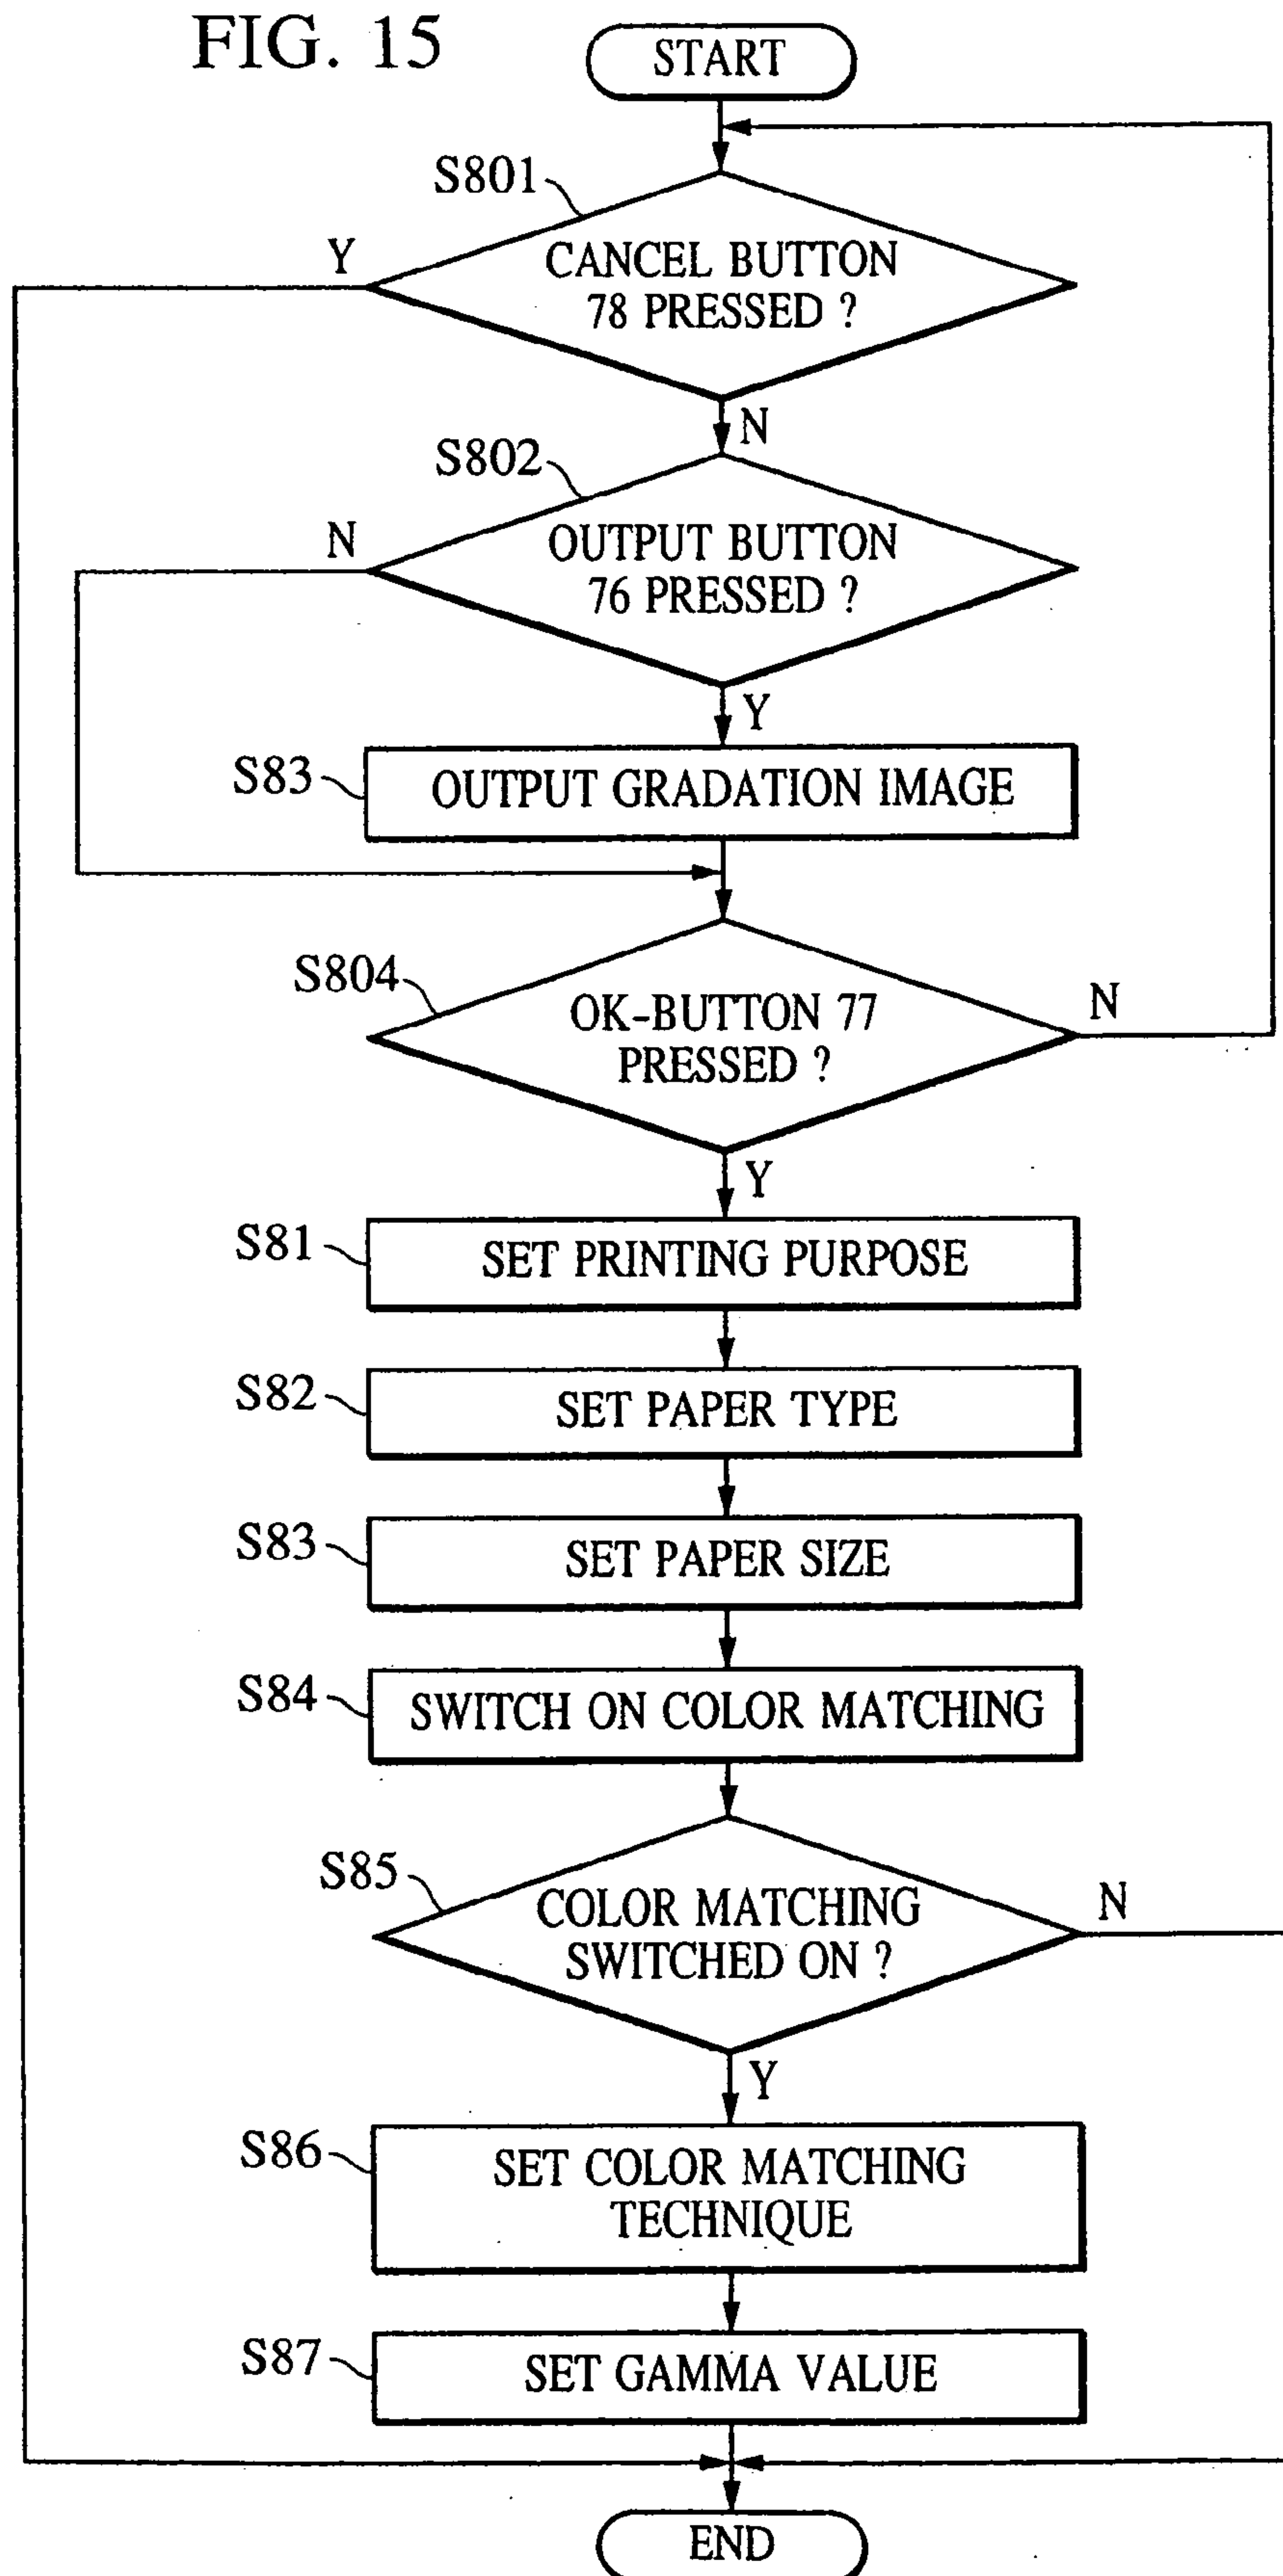 FIG. 15
START
S801
Y
CANCEL BUTTON
78 PRESSED ?
N
S802
N
OUTPUT BUTTON
76 PRESSED ?
Y
S83
OUTPUT GRADATION IMAGE
S804
OK-BUTTON 77
PRESSED ?
N
Y
S81
SET PRINTING PURPOSE
S82
SET PAPER TYPE
S83
SET PAPER SIZE
S84
SWITCH ON COLOR MATCHING
S85
COLOR MATCHING
SWITCHED ON ?
N
Y
S86
SET COLOR MATCHING
TECHNIQUE
S87
SET GAMMA VALUE
END